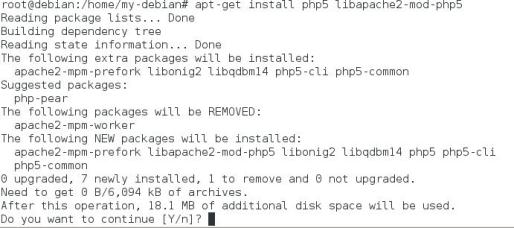 root@debian:/home/my-debian# apt-get install php5 libapache2-mod-php5
Reading package lists... Done
Building dependency tree
Reading state information... Done
The following extra packages will be installed:
  apache2-mpm-prefork libonig2 libqdbm14 php5-cli php5-common
Suggested packages:
  php-pear
The following packages will be REMOVED:
  apache2-mpm-worker
The following NEW packages will be installed:
  apache2-mpm-prefork libapache2-mod-php5 libonig2 libqdbm14 php5 php5-cli
  php5-common
0 upgraded, 7 newly installed, 1 to remove and 0 not upgraded.
Need to get 0 B/6,094 kB of archives.
After this operation, 18.1 MB of additional disk space will be used.
Do you want to continue [Y/n]?